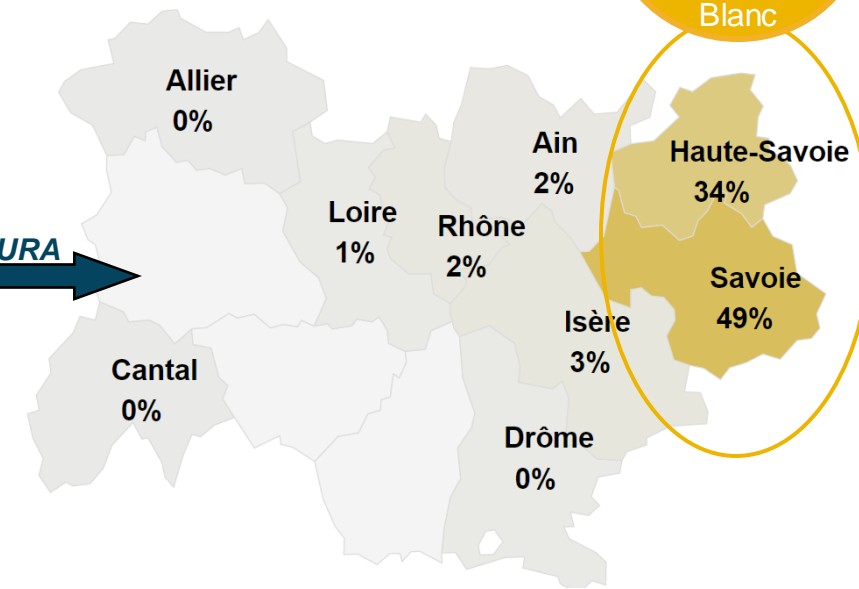 Blanc
Allier
0%
Ain
2%
Haute-Savoie
34%
Loire
1%
Rhône
2%
URA
Savoie
49%
Isère
3%
Cantal
0%
Drôme
0%